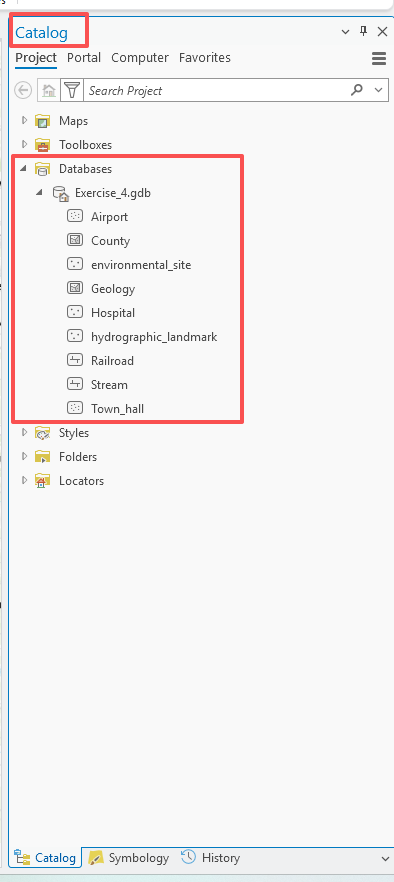 Catalog
Project Portal Computer Favorites
Search Project
Maps
Toolboxes
Databases
Exercise_4.gdb
Airport
County
environmental_site
Geology
Hospital
hydrographic_landmark
Railroad
Stream
Town_hall
Styles
Folders
Locators
Catalog Symbology History